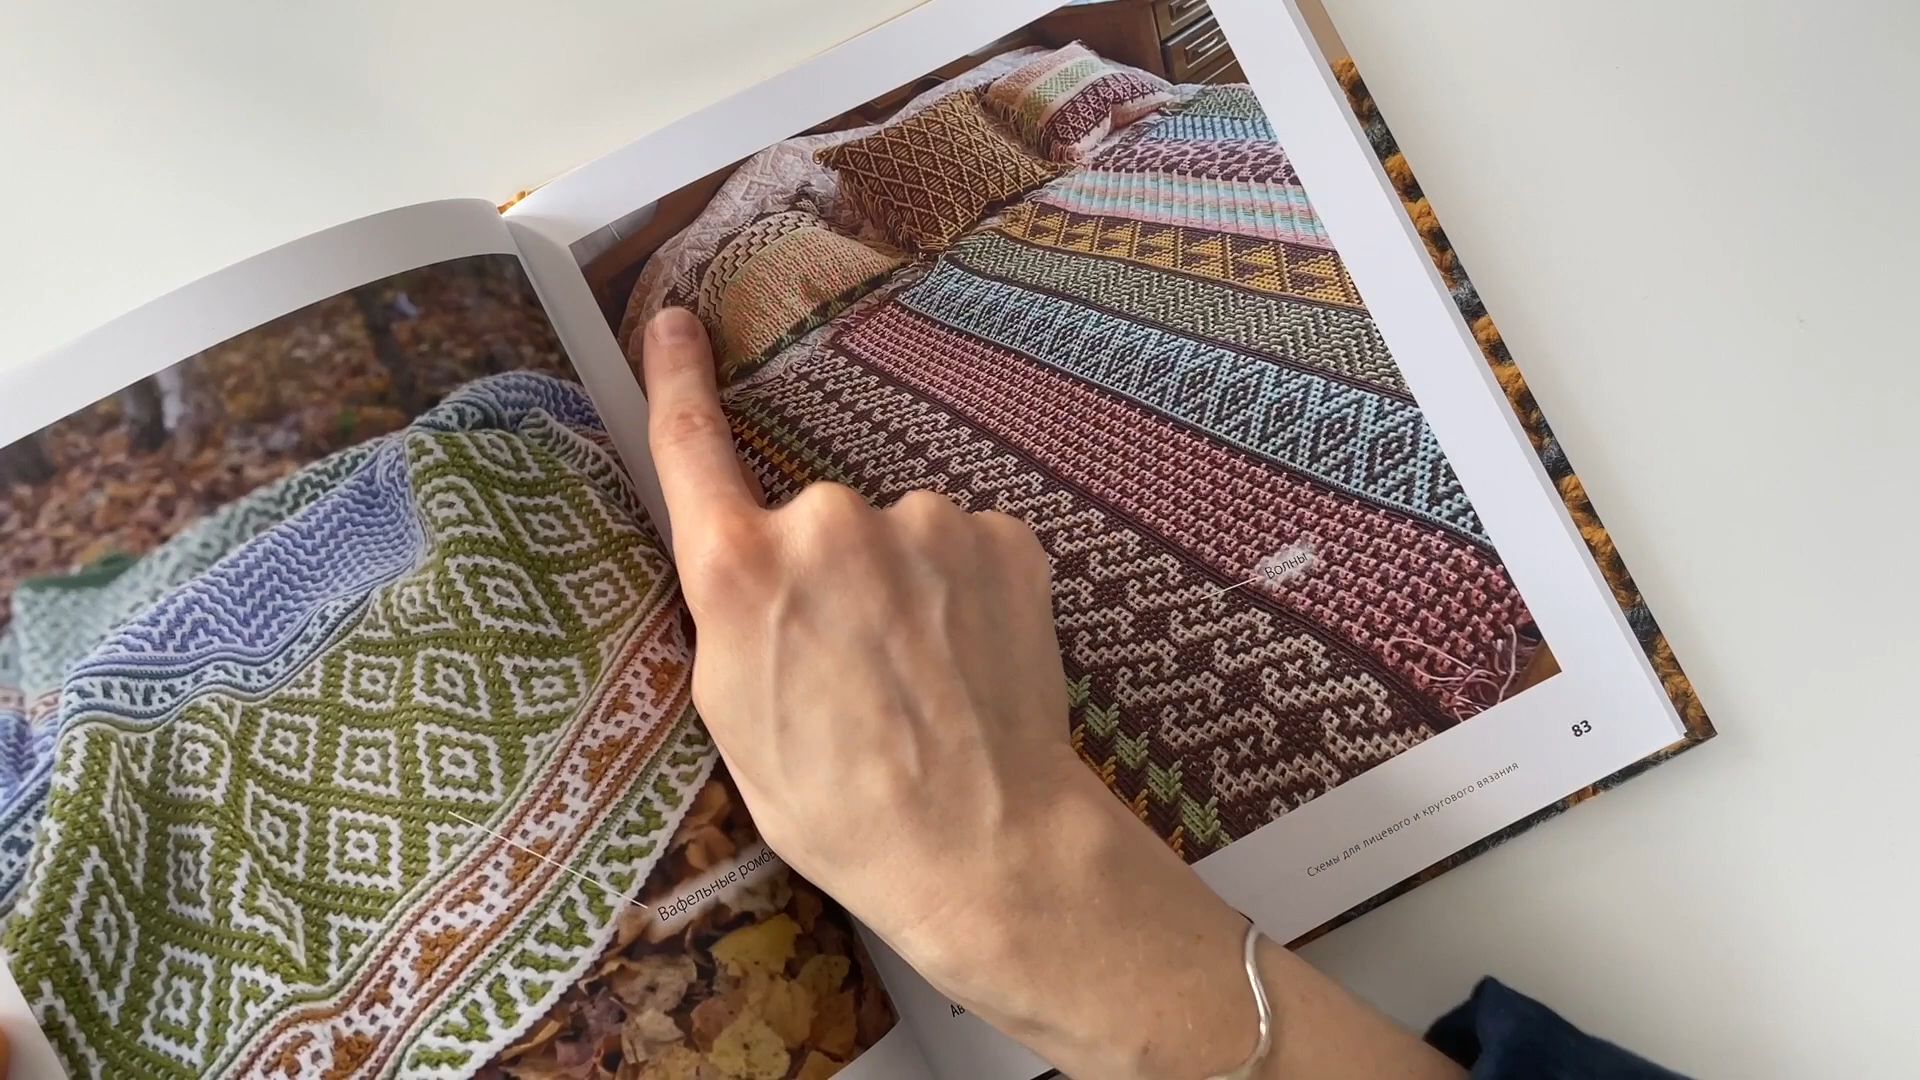 Вафельные ромбы
Волны
83
Схемы для лицевого и кругового вязания